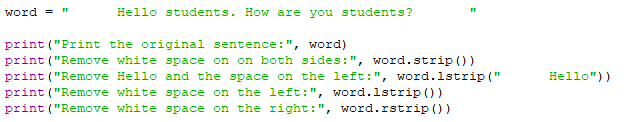 word = "      Hello students. How are you students?       "
print("Print the original sentence:", word)
print("Remove white space on on both sides:", word.strip())
print("Remove Hello and the space on the left:", word.lstrip("      Hello"))
print("Remove white space on the left:", word.lstrip())
print("Remove white space on the right:", word.rstrip())